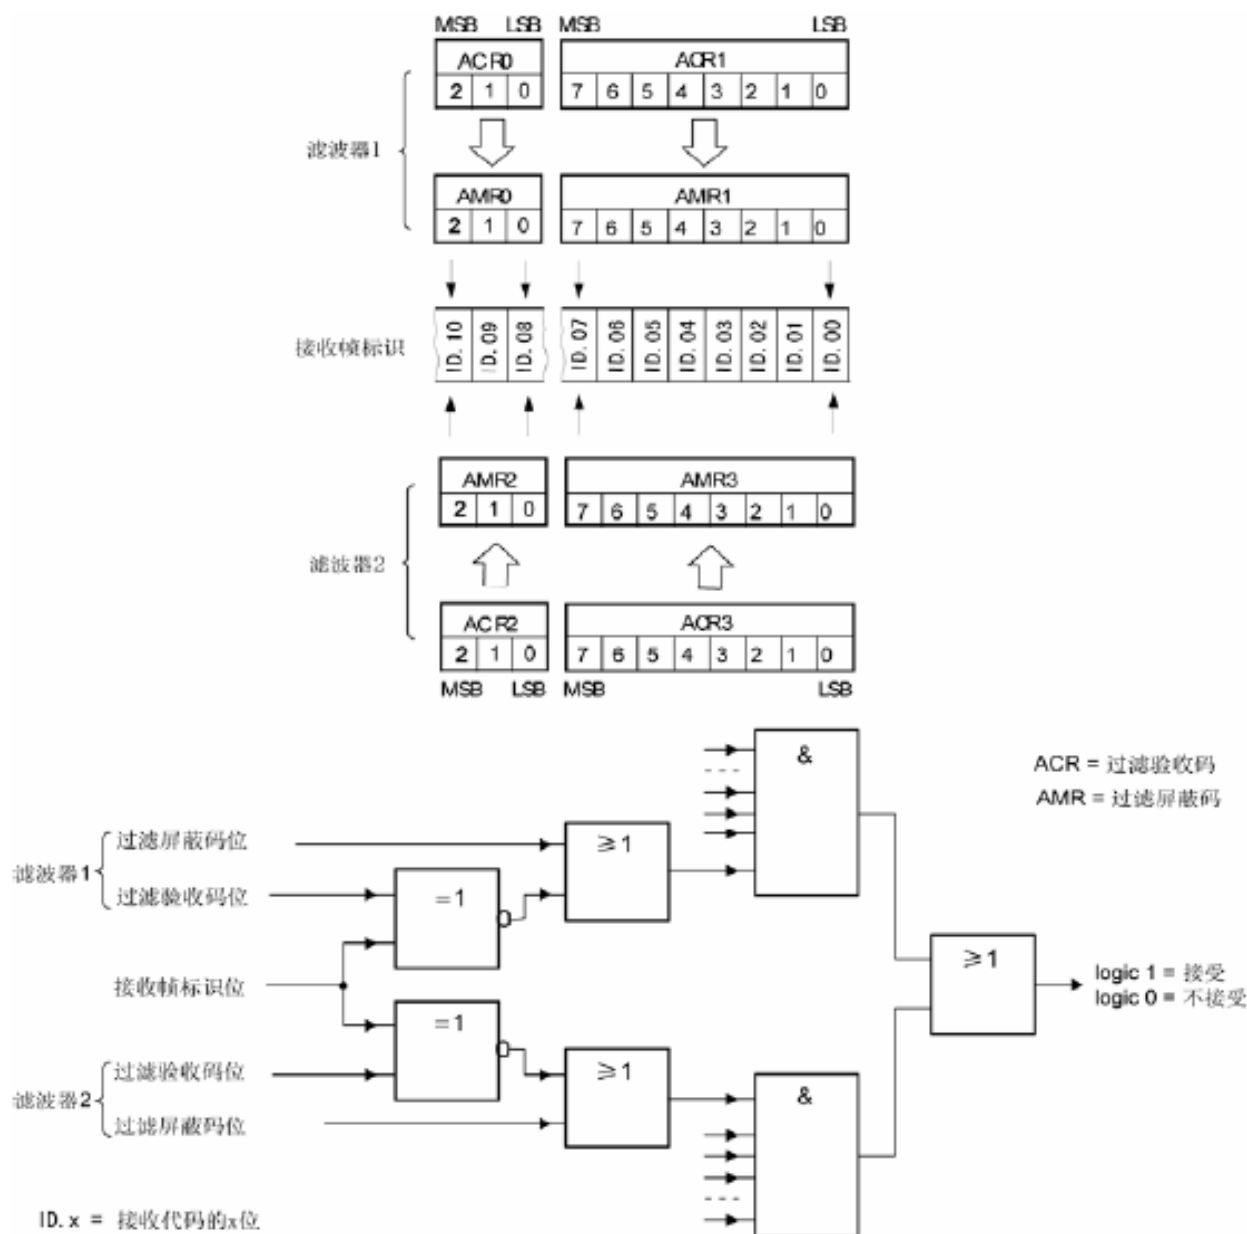 MSB LSB MSB LSB
ACR0 ACR1
2 1 0 7 6 5 4 3 2 1 0
滤波器1
AMR0 AMR1
2 1 0 7 6 5 4 3 2 1 0
接收帧标识 ID.10 ID.09 ID.08 ID.07 ID.06 ID.05 ID.04 ID.03 ID.02 ID.01 ID.00
AMR2 AMR3
2 1 0 7 6 5 4 3 2 1 0
滤波器2
ACR2 ACR3
2 1 0 7 6 5 4 3 2 1 0
MSB LSB MSB LSB
&
ACR = 过滤验收码
AMR = 过滤屏蔽码
过滤屏蔽码位
≥1
滤波器1
过滤验收码位
=1
接收帧标识位
≥1
logic 1 = 接受
logic 0 = 不接受
=1
过滤验收码位
≥1
滤波器2
过滤屏蔽码位
&
ID.x = 接收代码的x位